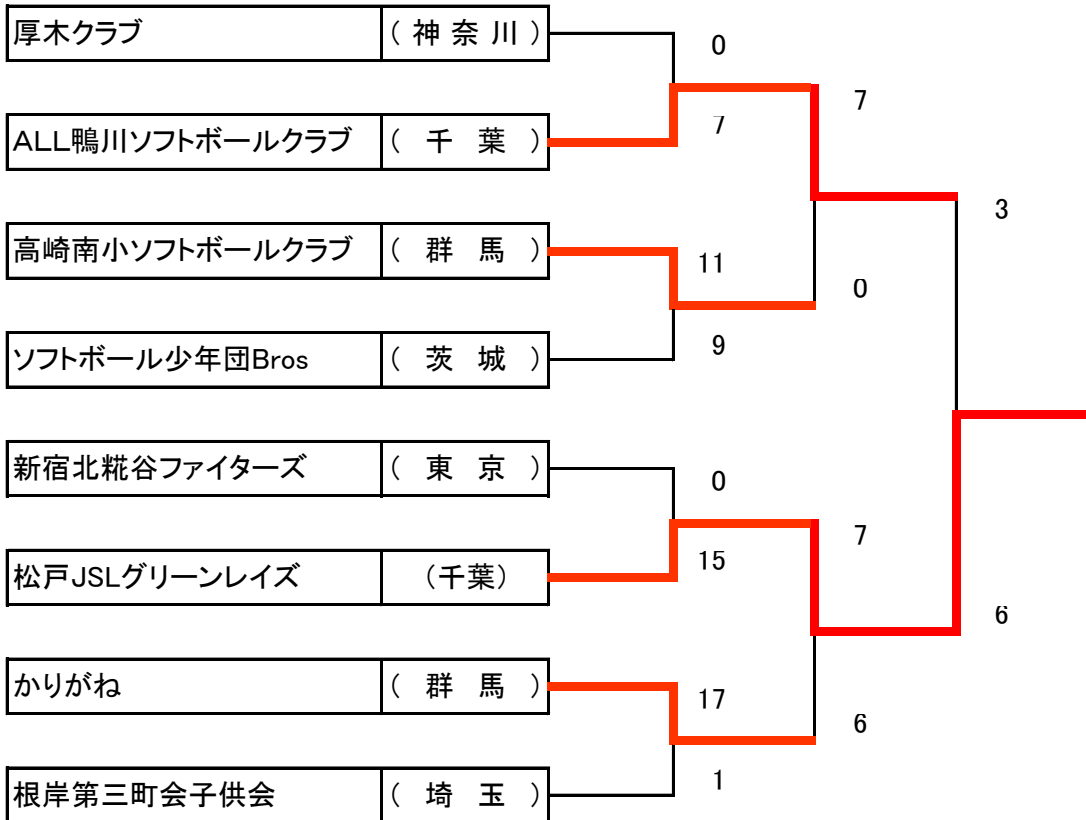 厚木クラブ (神奈川)
0
7
ALL鴨川ソフトボールクラブ (千葉)
7
3
高崎南小ソフトボールクラブ (群馬)
11
0
9
ソフトボール少年団Bros (茨城)
新宿北糀谷ファイターズ (東京)
0
7
松戸JSLグリーンレイズ (千葉)
15
6
かりがね (群馬)
17
6
1
根岸第三町会子供会 (埼玉)